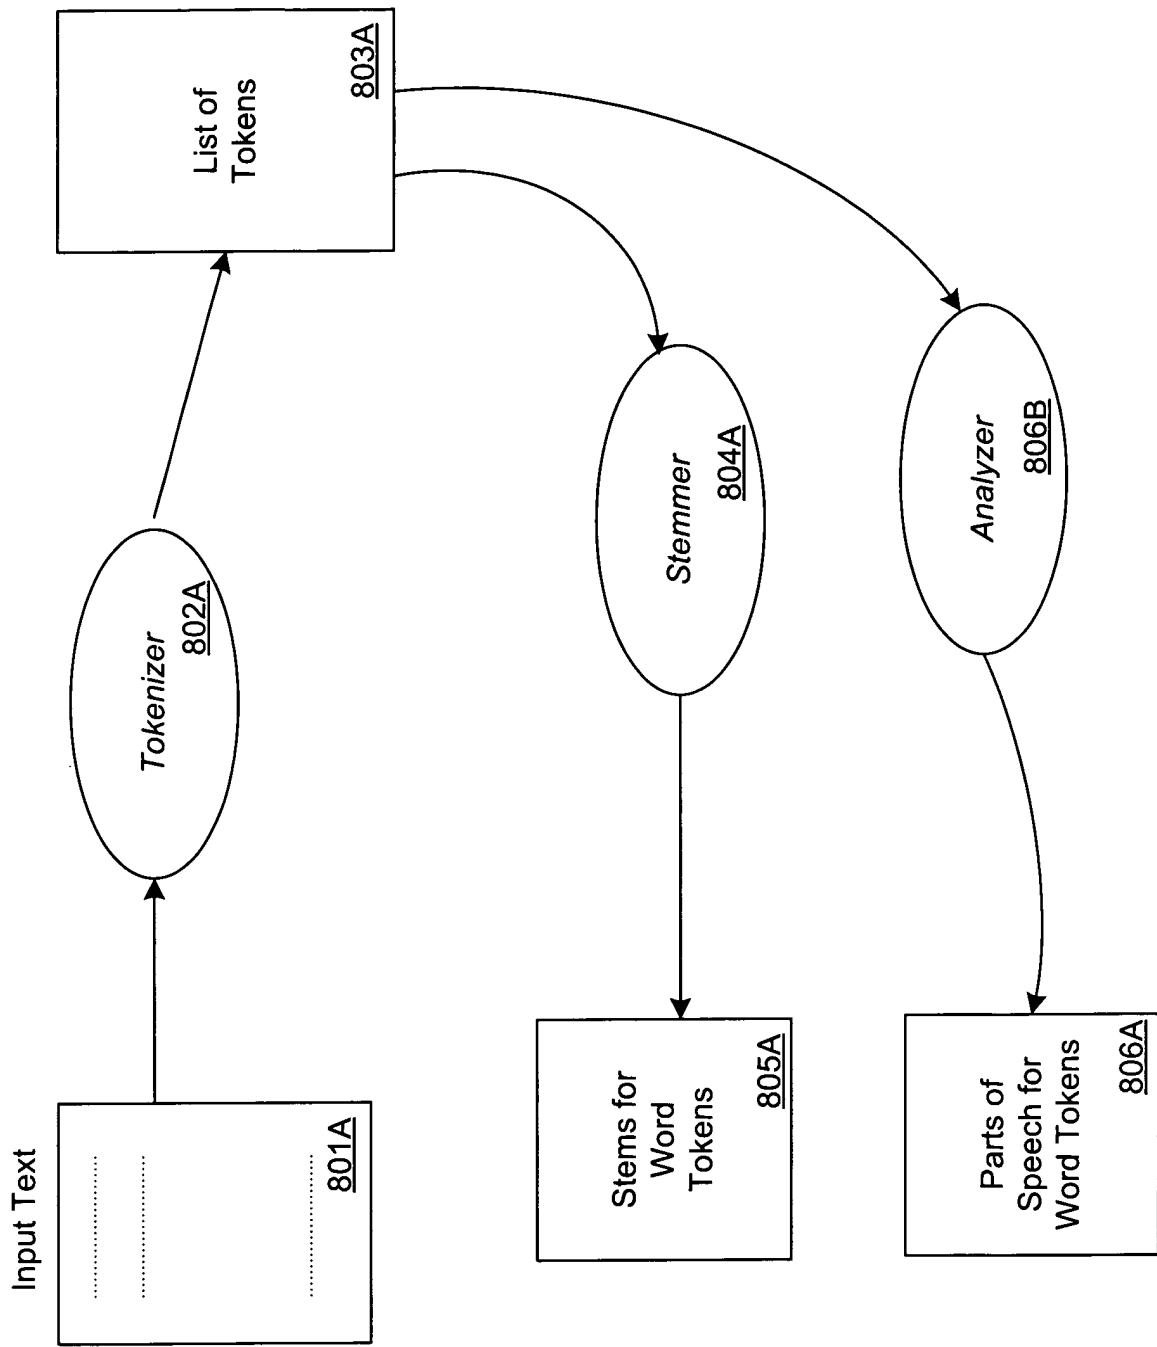 Input Text
801A
Tokenizer
802A
List of
Tokens
803A
Stems for
Word
Tokens
805A
Stemmer
804A
Parts of
Speech for
Word Tokens
806A
Analyzer
806B